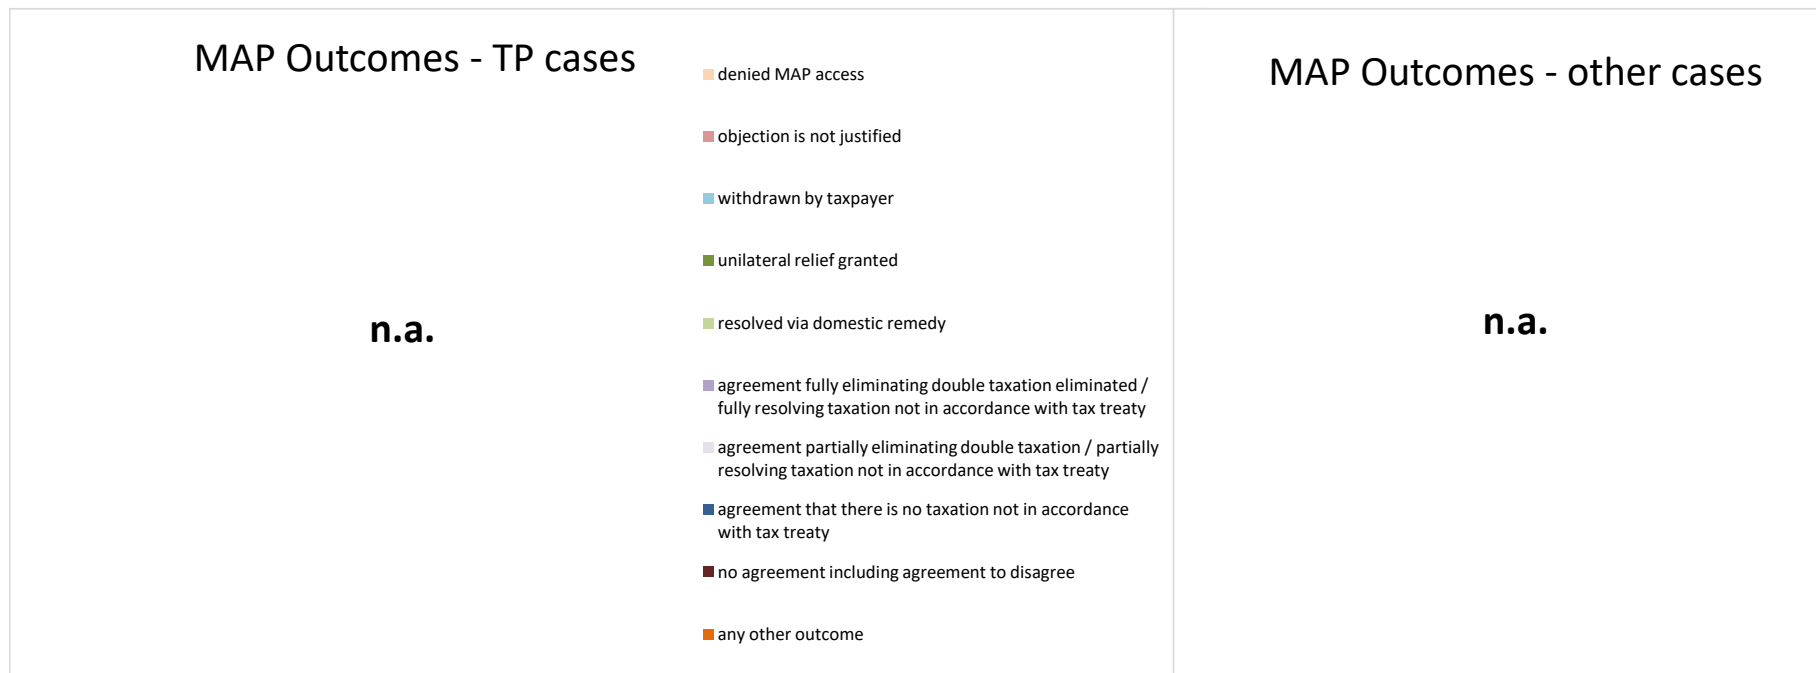 MAP Outcomes - TP cases
n.a.
denied MAP access
objection is not justified
withdrawn by taxpayer
unilateral relief granted
resolved via domestic remedy
agreement fully eliminating double taxation eliminated /
fully resolving taxation not in accordance with tax treaty
agreement partially eliminating double taxation / partially
resolving taxation not in accordance with tax treaty
agreement that there is no taxation not in accordance
with tax treaty
no agreement including agreement to disagree
any other outcome
MAP Outcomes - other cases
n.a.